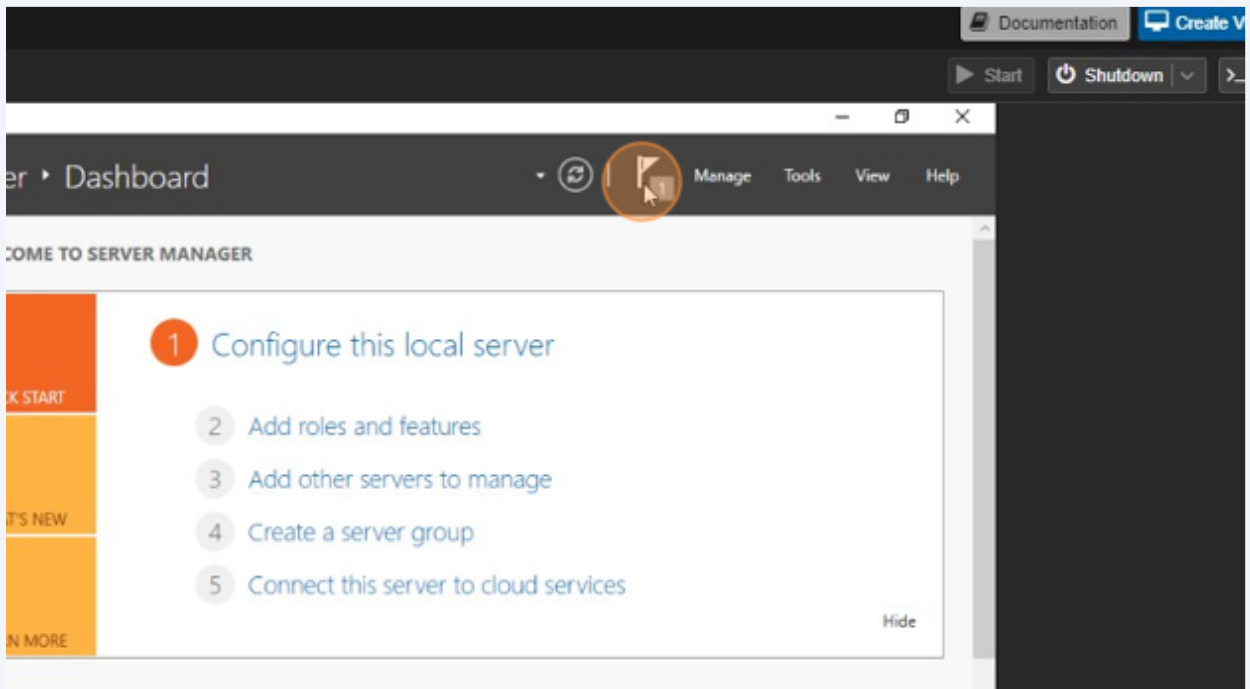 Documentation Create V
Start Shutdown
er Dashboard 1 Manage Tools View Help
COME TO SERVER MANAGER
1 Configure this local server
CK START
2 Add roles and features
3 Add other servers to manage
AT'S NEW
4 Create a server group
5 Connect this server to cloud services
Hide
N MORE